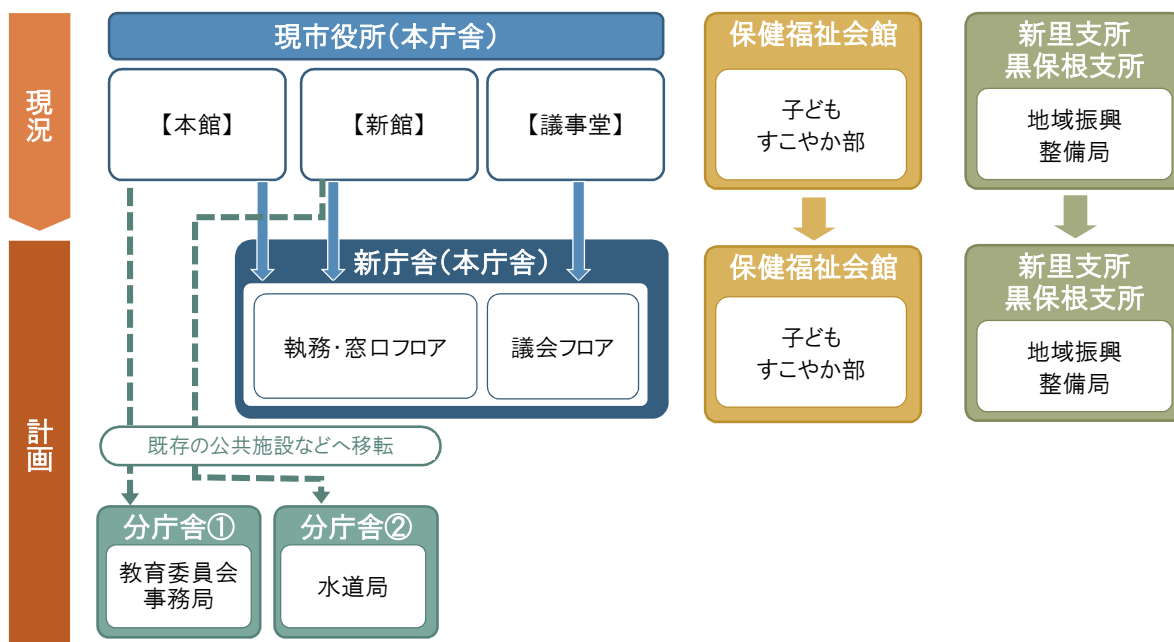 現況
現市役所(本庁舎)
【本館】
【新館】
【議事堂】
保健福祉会館
子ども
すこやか部
新里支所
黒保根支所
地域振興
整備局
計画
新庁舎(本庁舎)
執務・窓口フロア
議会フロア
保健福祉会館
子ども
すこやか部
新里支所
黒保根支所
地域振興
整備局
既存の公共施設などへ移転
分庁舎①
教育委員会
事務局
分庁舎②
水道局